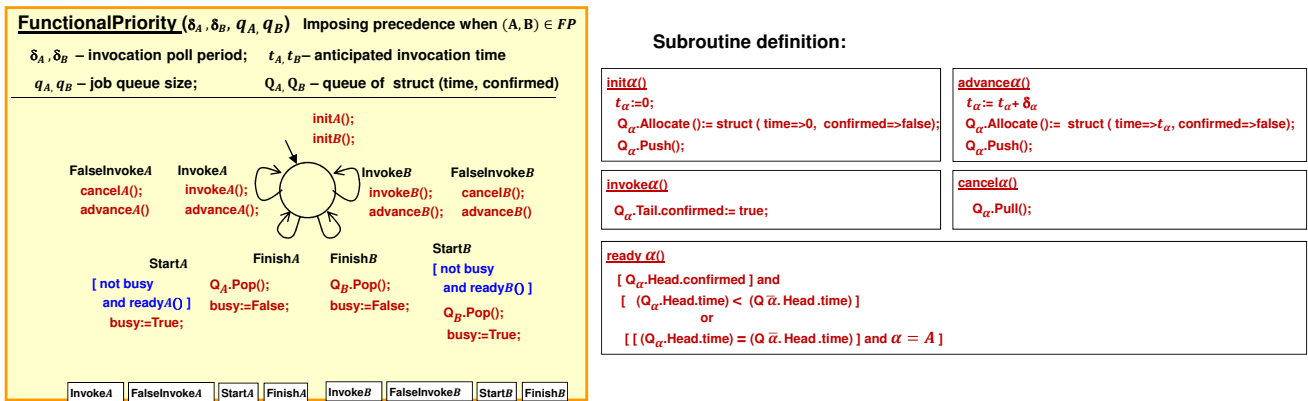 FunctionalPriority (δA ,δB, qA, qB) Imposing precedence when (A, B) ∈ FP
δA ,δB – invocation poll period; tA, tB– anticipated invocation time
qA, qB – job queue size; QA, QB – queue of struct (time, confirmed)
initA();
initB();
FalseInvokeA
cancelA();
advanceA()
InvokeA
invokeA();
advanceA();
InvokeB
invokeB();
advanceB();
FalseInvokeB
cancelB();
advanceB()
StartA
[ not busy
and readyA() ]
busy:=True;
FinishA
QA.Pop();
busy:=False;
FinishB
QB.Pop();
busy:=False;
StartB
[ not busy
and readyB() ]
QB.Pop();
busy:=True;
InvokeA FalseInvokeA StartA FinishA InvokeB FalseInvokeB StartB FinishB
Subroutine definition:
initα()
tα:=0;
Qα.Allocate():= struct ( time=>0, confirmed=>false);
Qα.Push();
advanceα()
tα:= tα+ δα
Qα.Allocate():= struct ( time=>tα, confirmed=>false);
Qα.Push();
invokeα()
Qα.Tail.confirmed:= true;
cancelα()
Qα.Pull();
ready α()
[ Qα.Head.confirmed ] and
[ (Qα.Head.time) < (Q ᾱ. Head .time) ]
or
[ [ (Qα.Head.time) = (Q ᾱ. Head .time) ] and α = A ]